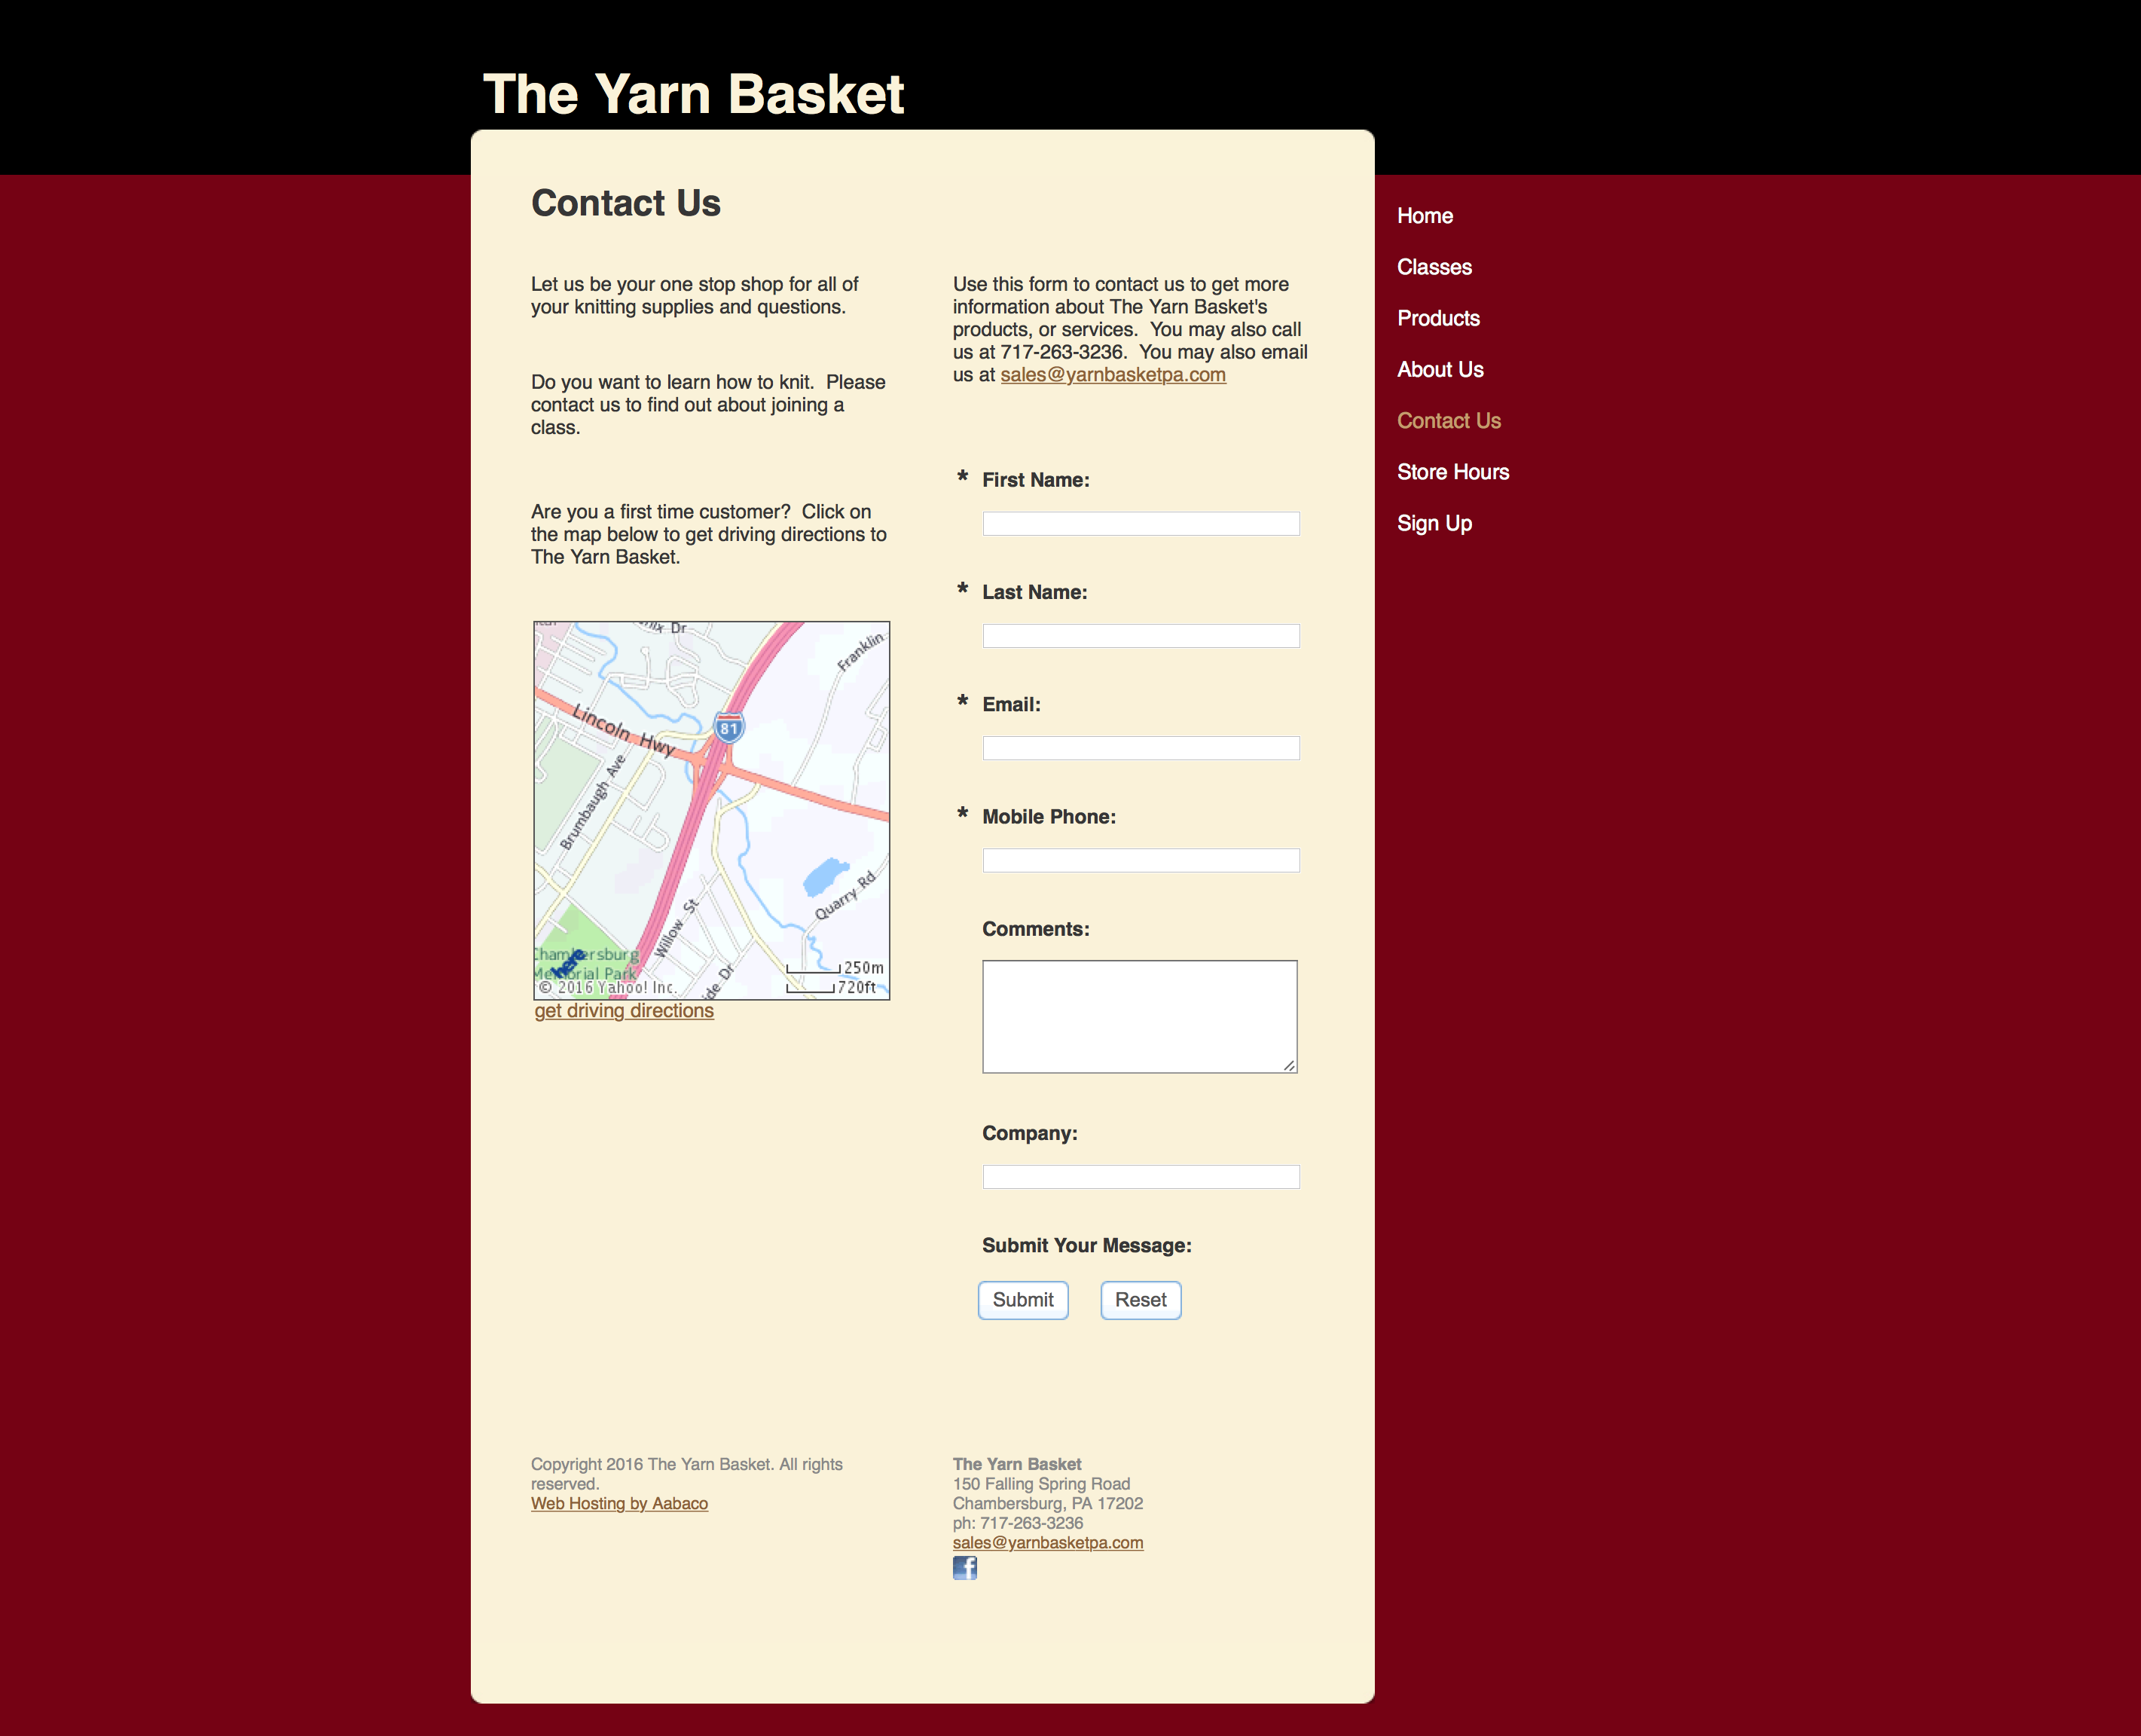 The Yarn Basket
Contact Us
Let us be your one stop shop for all of
your knitting supplies and questions.
Do you want to learn how to knit.  Please
contact us to find out about joining a
class.
Are you a first time customer?  Click on
the map below to get driving directions to
The Yarn Basket.
Dr
Franklin
Lincoln Hwy
81
Brumbaugh Ave
Quarry Rd
Willow St
Chambersburg
Memorial Park
here
250m
720ft
© 2016 Yahoo! Inc.
Dr
get driving directions
Use this form to contact us to get more
information about The Yarn Basket's
products, or services.  You may also call
us at 717-263-3236.  You may also email
us at sales@yarnbasketpa.com
* First Name:
* Last Name:
* Email:
* Mobile Phone:
Comments:
Company:
Submit Your Message:
Submit Reset
Home
Classes
Products
About Us
Contact Us
Store Hours
Sign Up
Copyright 2016 The Yarn Basket. All rights
reserved.
Web Hosting by Aabaco
The Yarn Basket
150 Falling Spring Road
Chambersburg, PA 17202
ph: 717-263-3236
sales@yarnbasketpa.com
f